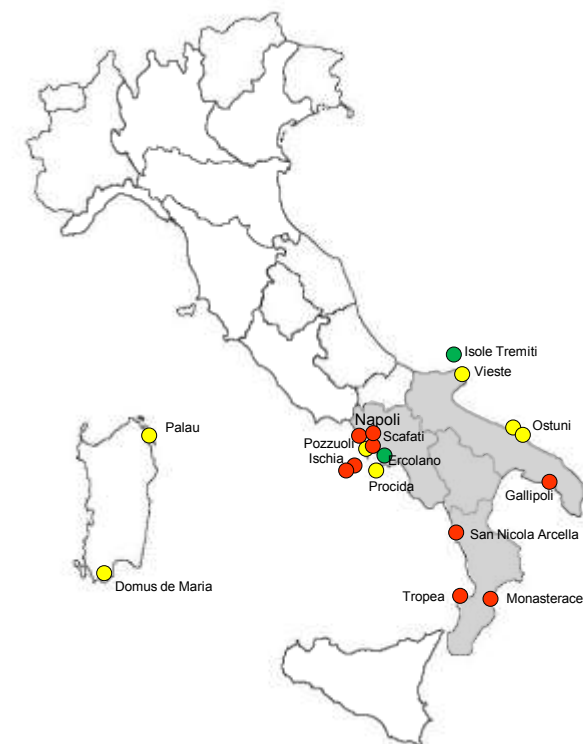 Isole Tremiti
Vieste
Napoli
Palau
Ostuni
Scafati
Pozzuoli
Ischia
Ercolano
Procida
Gallipoli
San Nicola Arcella
Domus de Maria
Tropea
Monasterace